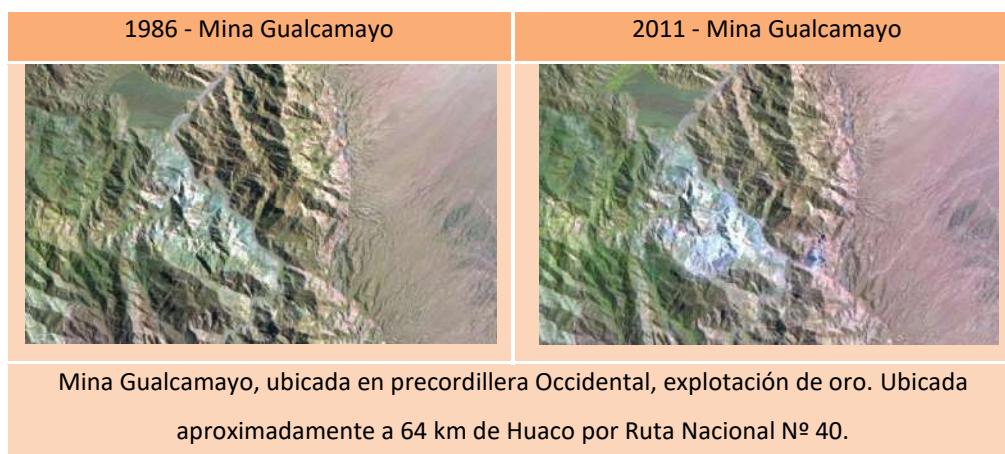 1986 - Mina Gualcamayo
2011 - Mina Gualcamayo
Mina Gualcamayo, ubicada en precordillera Occidental, explotación de oro. Ubicada
aproximadamente a 64 km de Huaco por Ruta Nacional Nº 40.